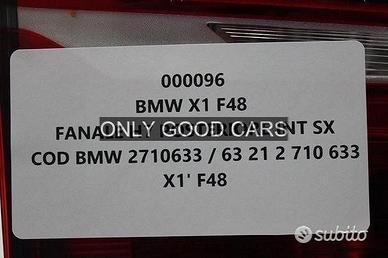 000096
BMW X1 F48
ONLY GOOD CARS
SX
COD BMW 2710633 / 63 21 2 710 633
X1' F48
subito